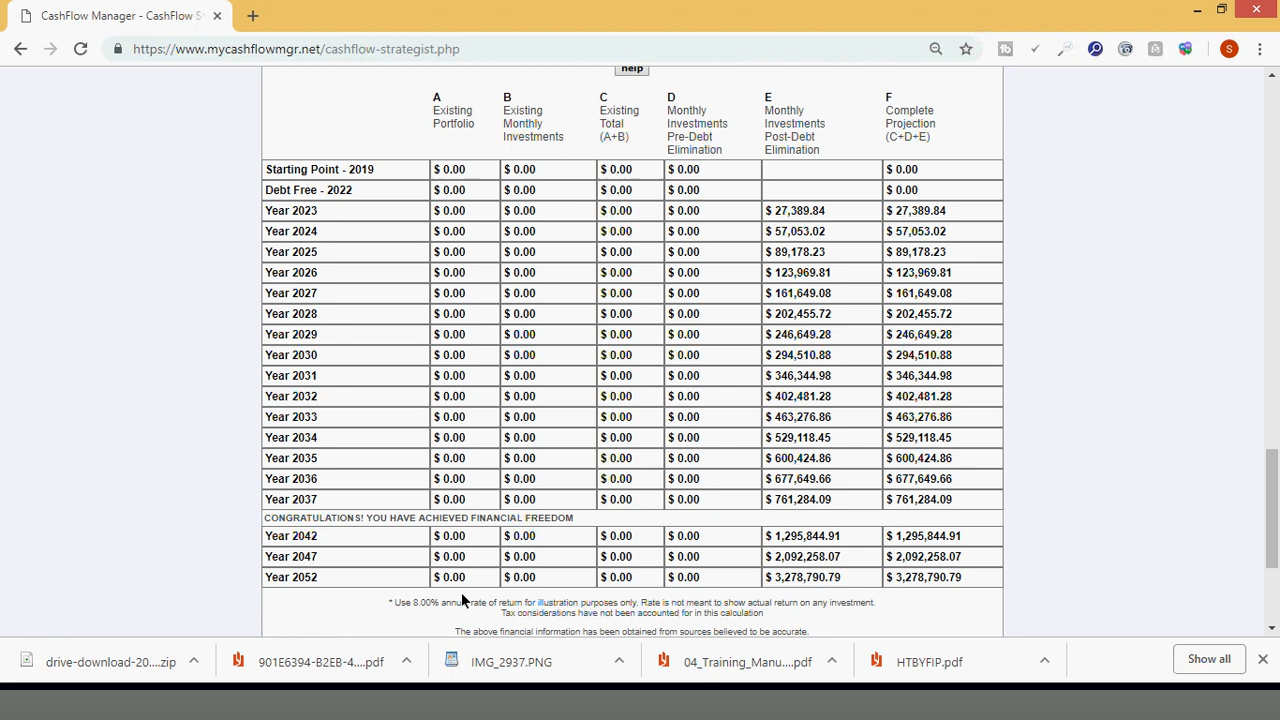 CashFlow Manager - CashFlow S
https://www.mycashflowmgr.net/cashflow-strategist.php
S
help
A Existing Portfolio
B Existing Monthly Investments
C Existing Total (A+B)
D Monthly Investments Pre-Debt Elimination
E Monthly Investments Post-Debt Elimination
F Complete Projection (C+D+E)
Starting Point - 2019 $ 0.00 $ 0.00 $ 0.00 $ 0.00 $ 0.00
Debt Free - 2022 $ 0.00 $ 0.00 $ 0.00 $ 0.00 $ 0.00
Year 2023 $ 0.00 $ 0.00 $ 0.00 $ 0.00 $ 27,389.84 $ 27,389.84
Year 2024 $ 0.00 $ 0.00 $ 0.00 $ 0.00 $ 57,053.02 $ 57,053.02
Year 2025 $ 0.00 $ 0.00 $ 0.00 $ 0.00 $ 89,178.23 $ 89,178.23
Year 2026 $ 0.00 $ 0.00 $ 0.00 $ 0.00 $ 123,969.81 $ 123,969.81
Year 2027 $ 0.00 $ 0.00 $ 0.00 $ 0.00 $ 161,649.08 $ 161,649.08
Year 2028 $ 0.00 $ 0.00 $ 0.00 $ 0.00 $ 202,455.72 $ 202,455.72
Year 2029 $ 0.00 $ 0.00 $ 0.00 $ 0.00 $ 246,649.28 $ 246,649.28
Year 2030 $ 0.00 $ 0.00 $ 0.00 $ 0.00 $ 294,510.88 $ 294,510.88
Year 2031 $ 0.00 $ 0.00 $ 0.00 $ 0.00 $ 346,344.98 $ 346,344.98
Year 2032 $ 0.00 $ 0.00 $ 0.00 $ 0.00 $ 402,481.28 $ 402,481.28
Year 2033 $ 0.00 $ 0.00 $ 0.00 $ 0.00 $ 463,276.86 $ 463,276.86
Year 2034 $ 0.00 $ 0.00 $ 0.00 $ 0.00 $ 529,118.45 $ 529,118.45
Year 2035 $ 0.00 $ 0.00 $ 0.00 $ 0.00 $ 600,424.86 $ 600,424.86
Year 2036 $ 0.00 $ 0.00 $ 0.00 $ 0.00 $ 677,649.66 $ 677,649.66
Year 2037 $ 0.00 $ 0.00 $ 0.00 $ 0.00 $ 761,284.09 $ 761,284.09
CONGRATULATIONS! YOU HAVE ACHIEVED FINANCIAL FREEDOM
Year 2042 $ 0.00 $ 0.00 $ 0.00 $ 0.00 $ 1,295,844.91 $ 1,295,844.91
Year 2047 $ 0.00 $ 0.00 $ 0.00 $ 0.00 $ 2,092,258.07 $ 2,092,258.07
Year 2052 $ 0.00 $ 0.00 $ 0.00 $ 0.00 $ 3,278,790.79 $ 3,278,790.79
* Use 8.00% annual rate of return for illustration purposes only. Rate is not meant to show actual return on any investment.
Tax considerations have not been accounted for in this calculation
The above financial information has been obtained from sources believed to be accurate.
drive-download-20....zip
901E6394-B2EB-4....pdf
IMG_2937.PNG
04_Training_Manu....pdf
HTBYFIP.pdf
Show all